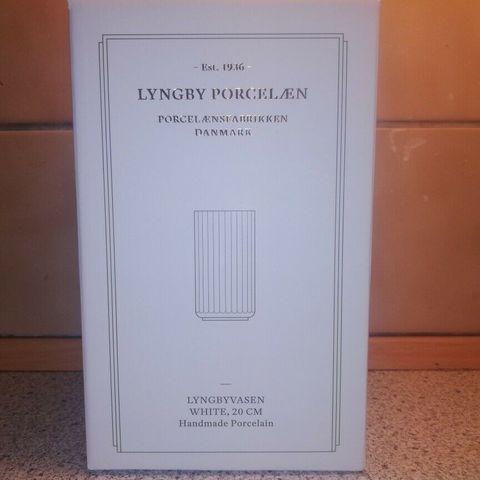 - Est. 1936 -
LYNGBY PORCELÆN
PORCELÆNSFABRIKKEN
DANMARK
LYNGBYVASEN
WHITE, 20 CM
Handmade Porcelain